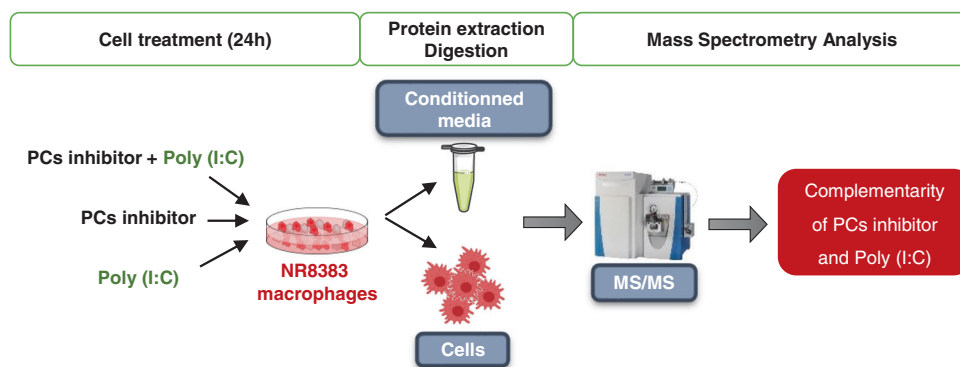 Cell treatment (24h)
Protein extraction
Digestion
Mass Spectrometry Analysis
Conditionned
media
PCs inhibitor + Poly (I:C)
PCs inhibitor
Poly (I:C)
NR8383
macrophages
Cells
MS/MS
Complementarity
of PCs inhibitor
and Poly (I:C)